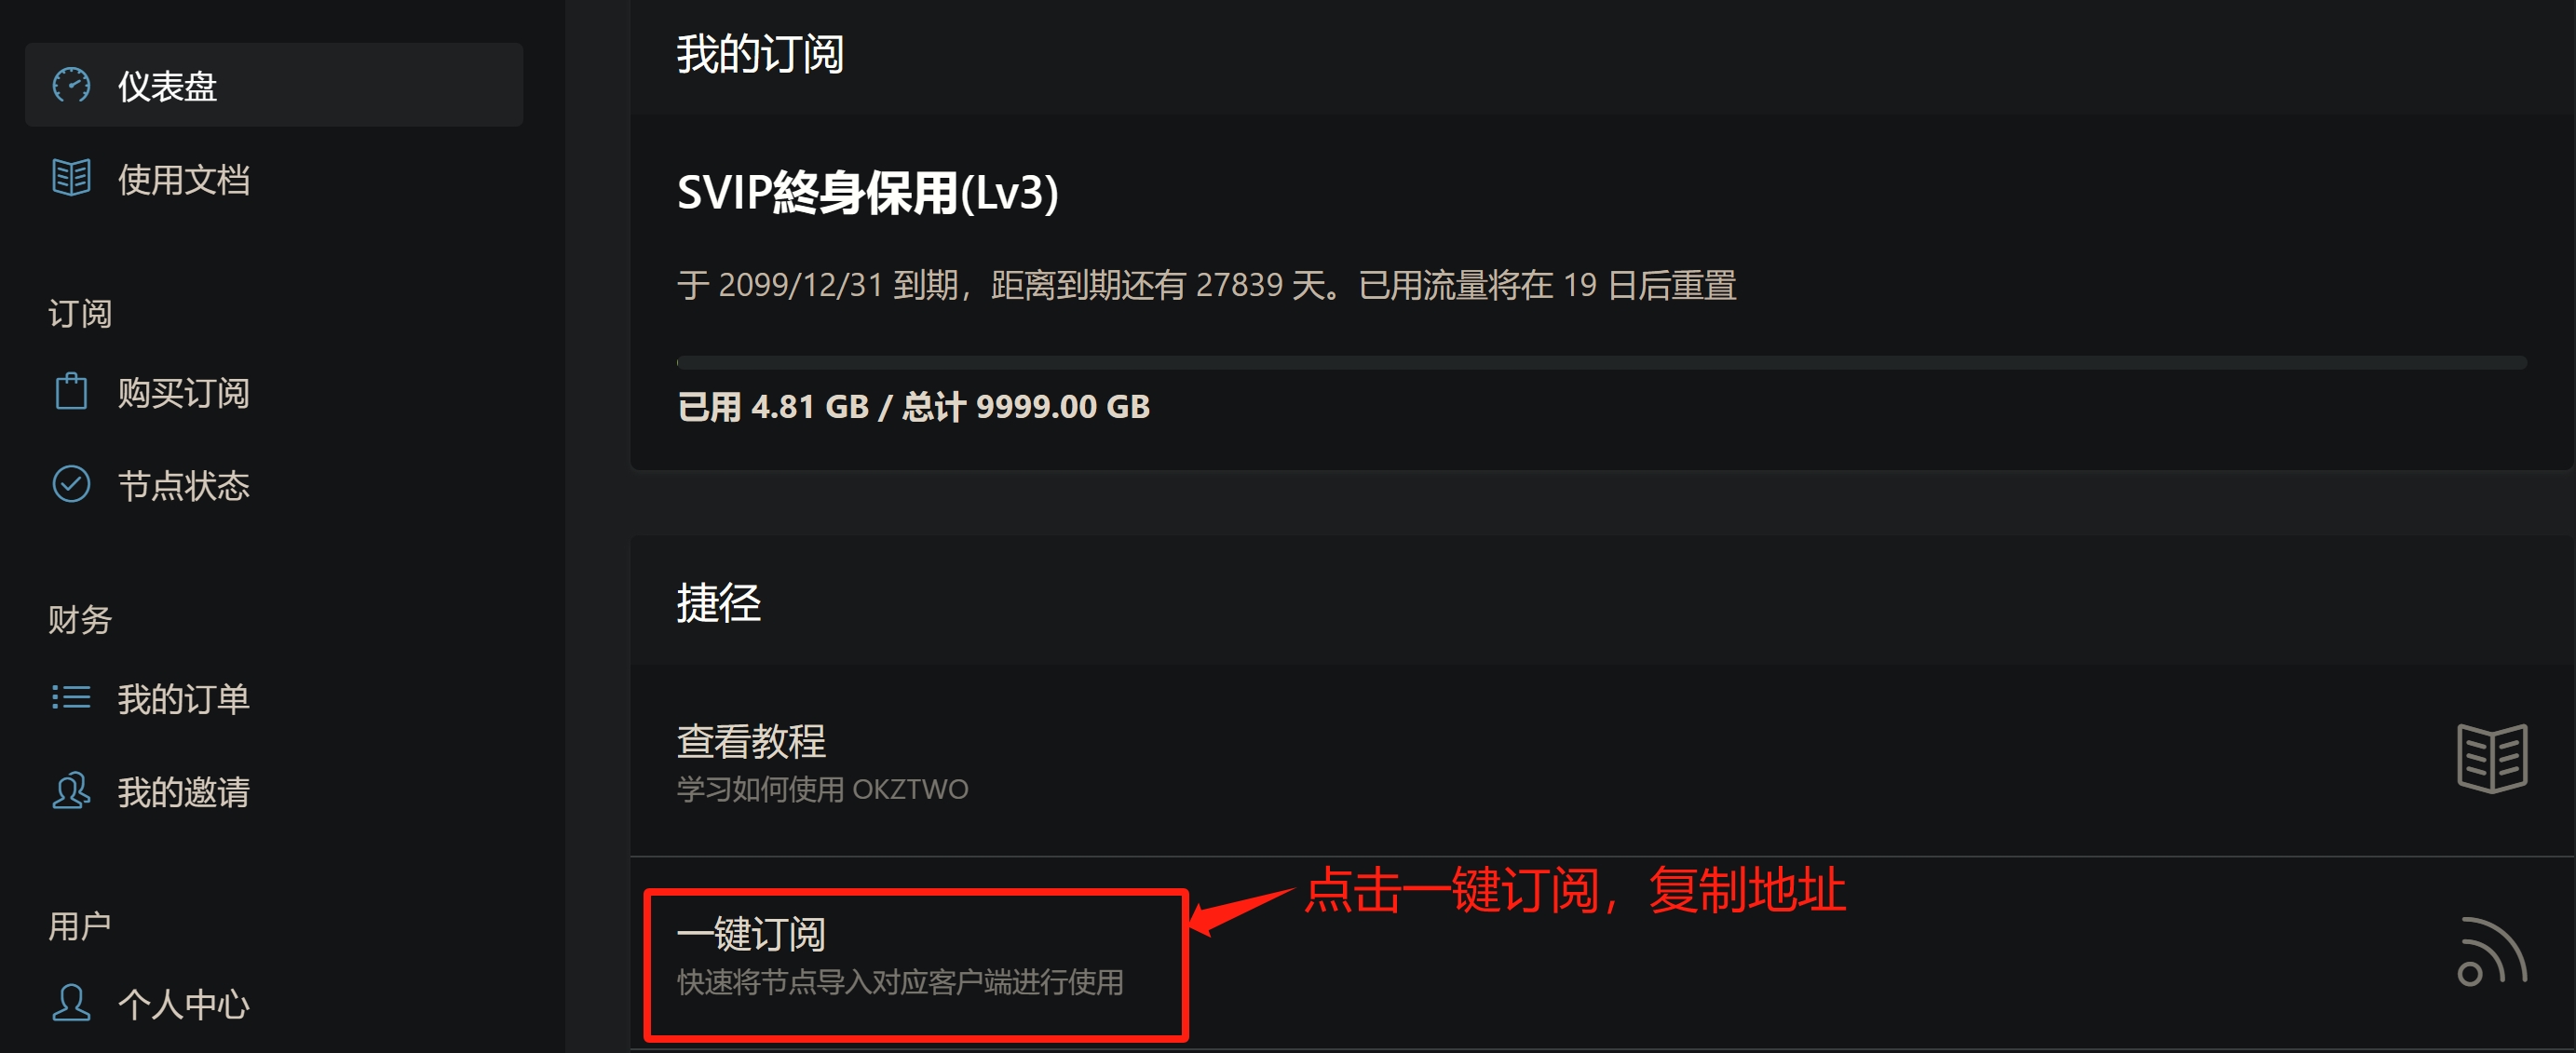 仪表盘
使用文档
订阅
购买订阅
节点状态
财务
我的订单
我的邀请
用户
个人中心
我的订阅
SVIP終身保用(Lv3)
于 2099/12/31 到期，距离到期还有 27839 天。已用流量将在 19 日后重置
已用 4.81 GB / 总计 9999.00 GB
捷径
查看教程
学习如何使用 OKZTWO
点击一键订阅，复制地址
一键订阅
快速将节点导入对应客户端进行使用